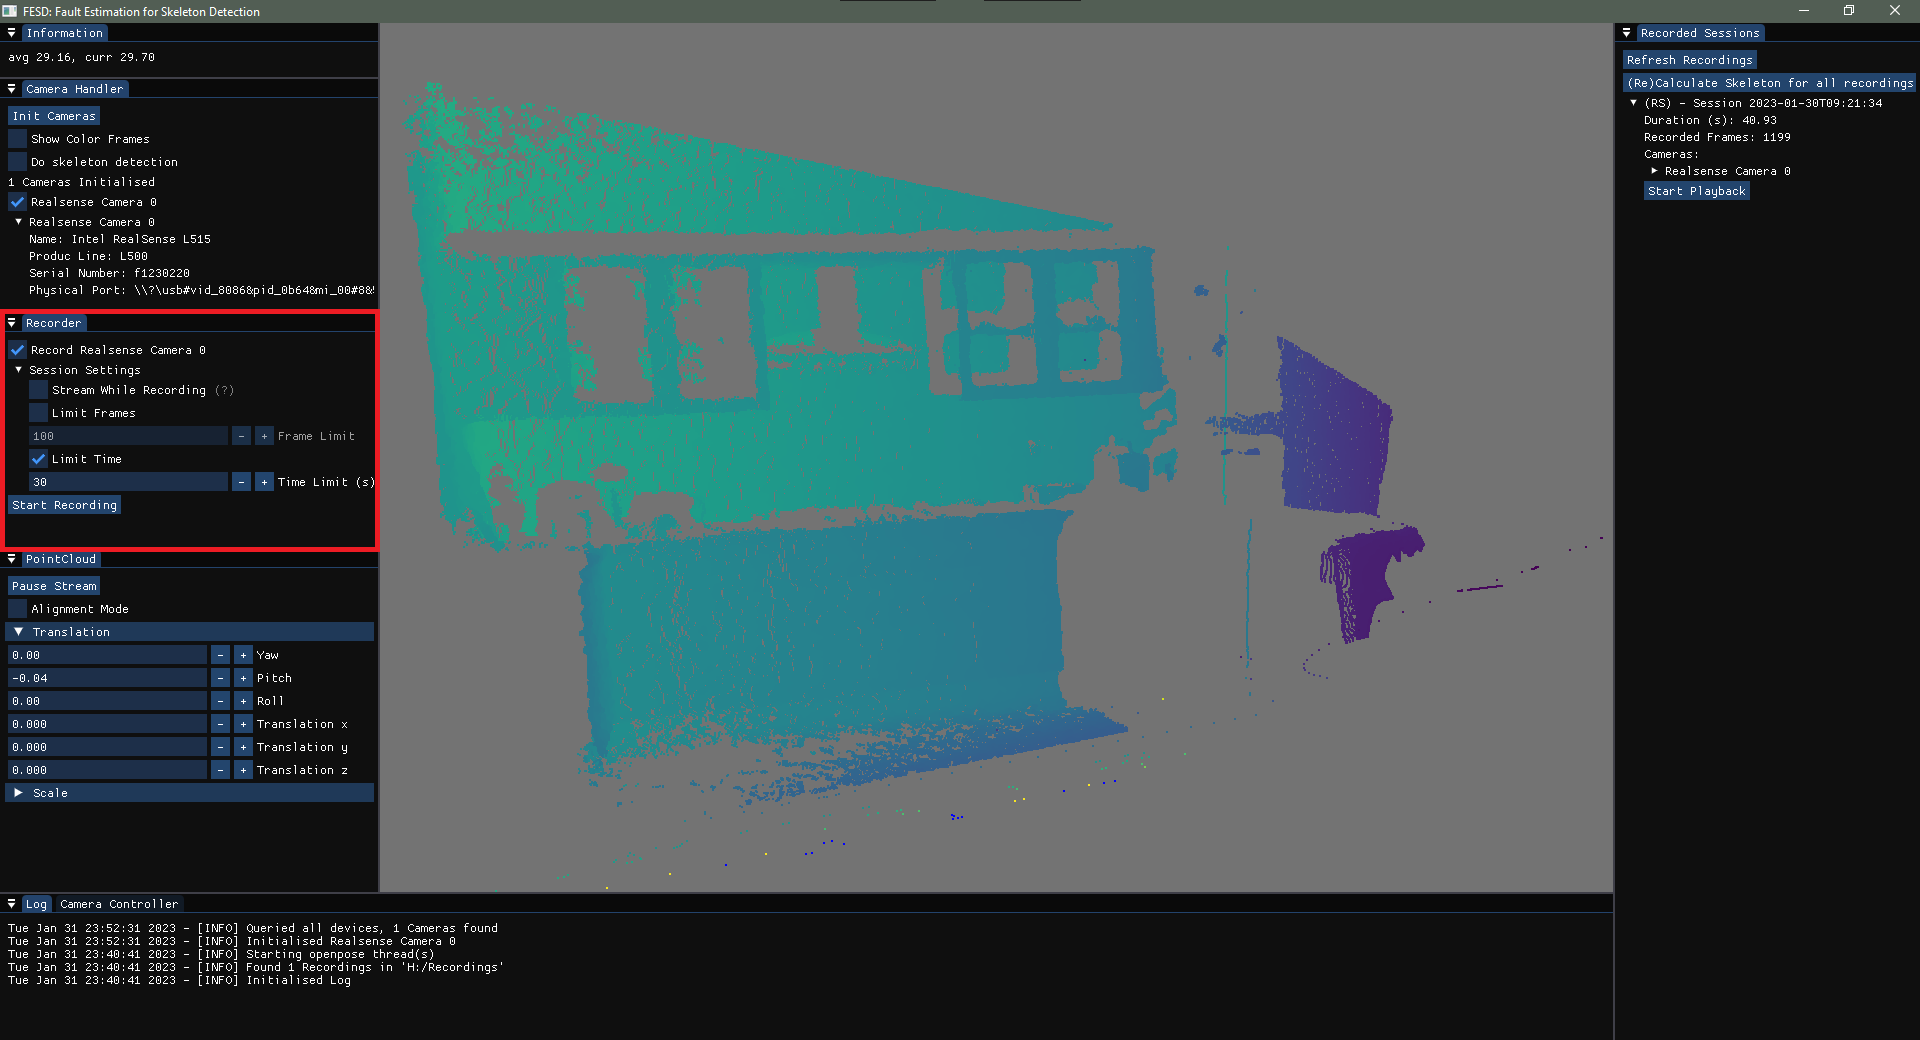 FESD: Fault Estimation for Skeleton Detection
Information
avg 29.16, curr 29.70
Camera Handler
Init Cameras
Show Color Frames
Do skeleton detection
1 Cameras Initialised
Realsense Camera 0
Realsense Camera 0
Name: Intel RealSense L515
Produc Line: L500
Serial Number: f1230220
Physical Port: \\?\usb#vid_8086&pid_0b64&mi_00#8&
Recorder
Record Realsense Camera 0
Session Settings
Stream While Recording (?)
Limit Frames
100 - + Frame Limit
Limit Time
30 - + Time Limit (s)
Start Recording
PointCloud
Pause Stream
Alignment Mode
Translation
0.00 - + Yaw
-0.04 - + Pitch
0.00 - + Roll
0.000 - + Translation x
0.000 - + Translation y
0.000 - + Translation z
Scale
Log Camera Controller
Tue Jan 31 23:52:31 2023 - [INFO] Queried all devices, 1 Cameras found
Tue Jan 31 23:52:31 2023 - [INFO] Initialised Realsense Camera 0
Tue Jan 31 23:40:41 2023 - [INFO] Starting openpose thread(s)
Tue Jan 31 23:40:41 2023 - [INFO] Found 1 Recordings in 'H:/Recordings'
Tue Jan 31 23:40:41 2023 - [INFO] Initialised Log
Recorded Sessions
Refresh Recordings
(Re)Calculate Skeleton for all recordings
(RS) - Session 2023-01-30T09:21:34
Duration (s): 40.93
Recorded Frames: 1199
Cameras:
Realsense Camera 0
Start Playback